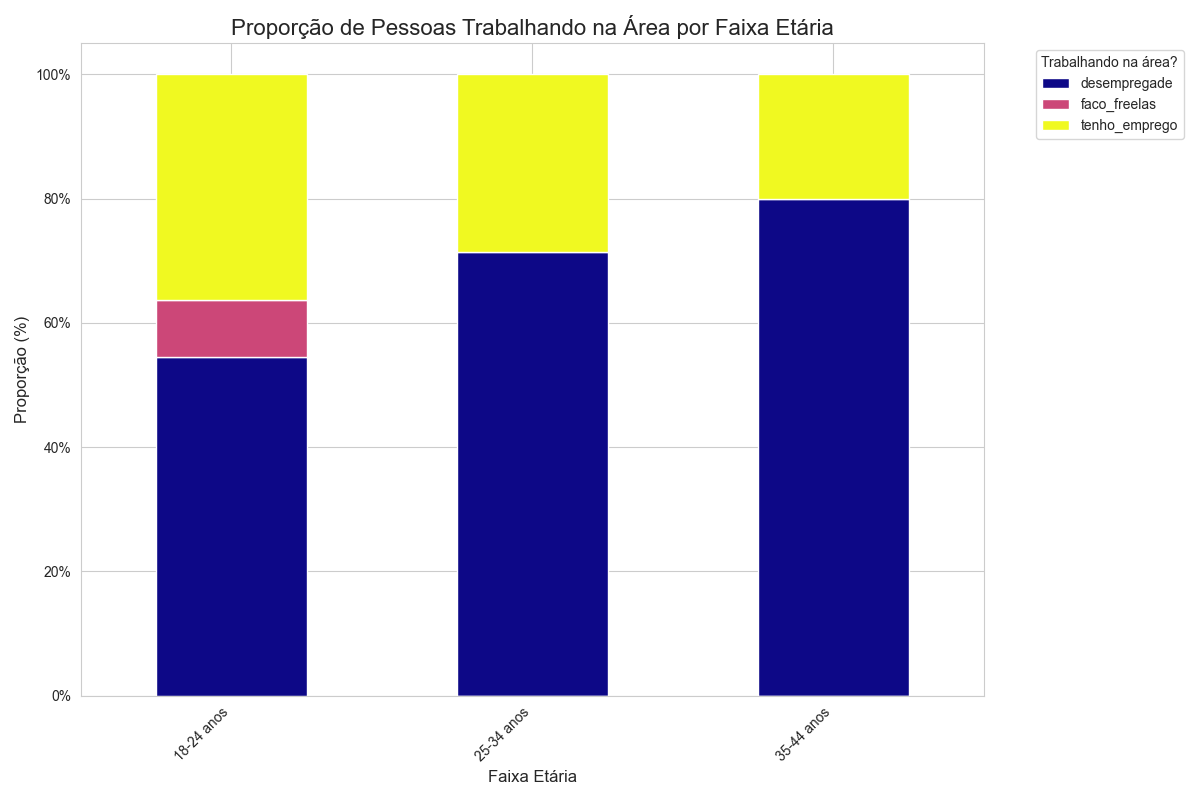 Proporção de Pessoas Trabalhando na Área por Faixa Etária
Trabalhando na área?
desempregade
faco_freelas
tenho_emprego
Proporção (%)
100%
80%
60%
40%
20%
0%
18-24 anos
25-34 anos
35-44 anos
Faixa Etária